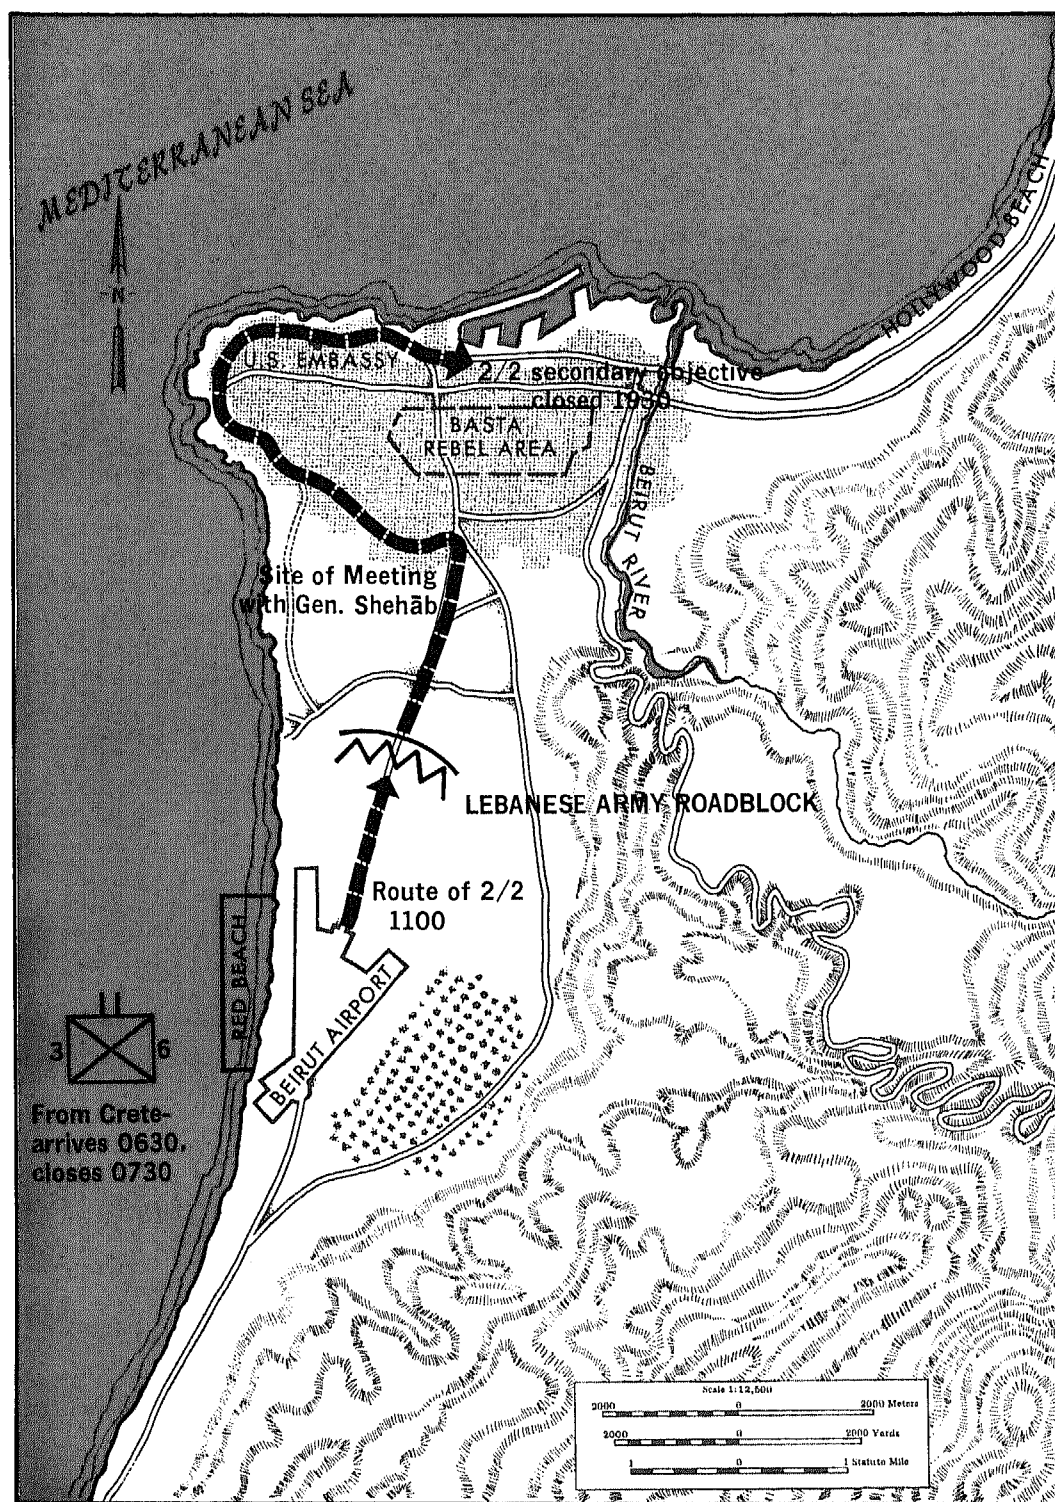 MEDITERRANEAN SEA
-N-
HOLLYWOOD BEACH
U.S. EMBASSY
2/2 secondary objective
closed 1930
BASTA
REBEL AREA
BEIRUT RIVER
Site of Meeting
with Gen. Shehāb
LEBANESE ARMY ROADBLOCK
Route of 2/2
1100
RED BEACH
BEIRUT AIRPORT
3 6
From Crete-
arrives 0630.
closes 0730
Scale 1:12,500
2000 0 2000 Meters
2000 0 2000 Yards
1 0 1 Statute Mile